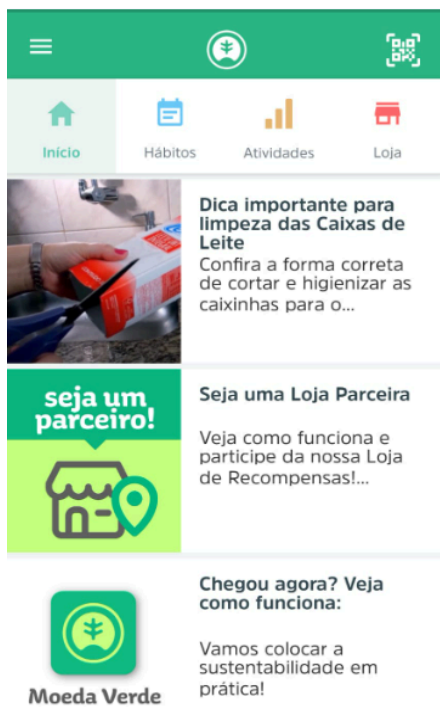 Início
Hábitos
Atividades
Loja
Dica importante para
limpeza das Caixas de
Leite
Confira a forma correta
de cortar e higienizar as
caixinhas para o...
seja um
parceiro!
Seja uma Loja Parceira
Veja como funciona e
participe da nossa Loja
de Recompensas!...
Moeda Verde
Chegou agora? Veja
como funciona:
Vamos colocar a
sustentabilidade em
prática!